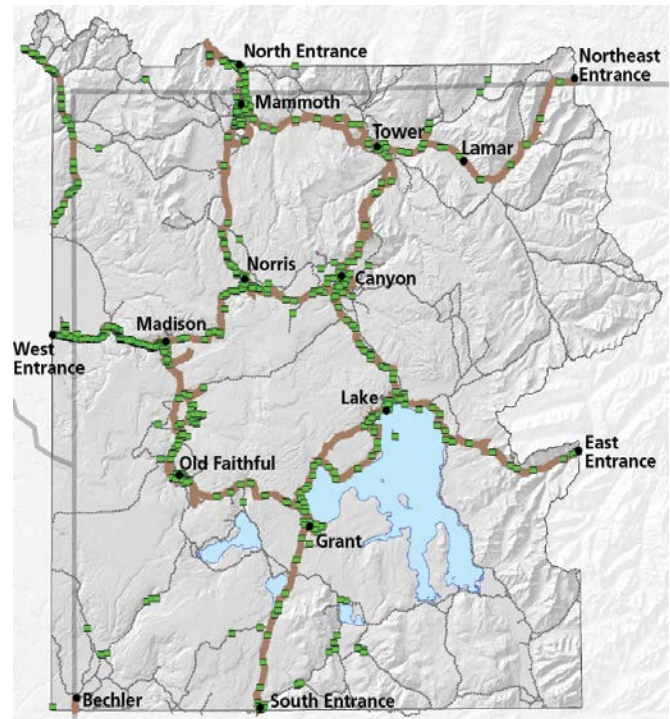 North Entrance
Northeast
Entrance
Mammoth
Tower
Lamar
Norris
Canyon
Madison
West
Entrance
Lake
Old Faithful
East
Entrance
Grant
Bechler
South Entrance